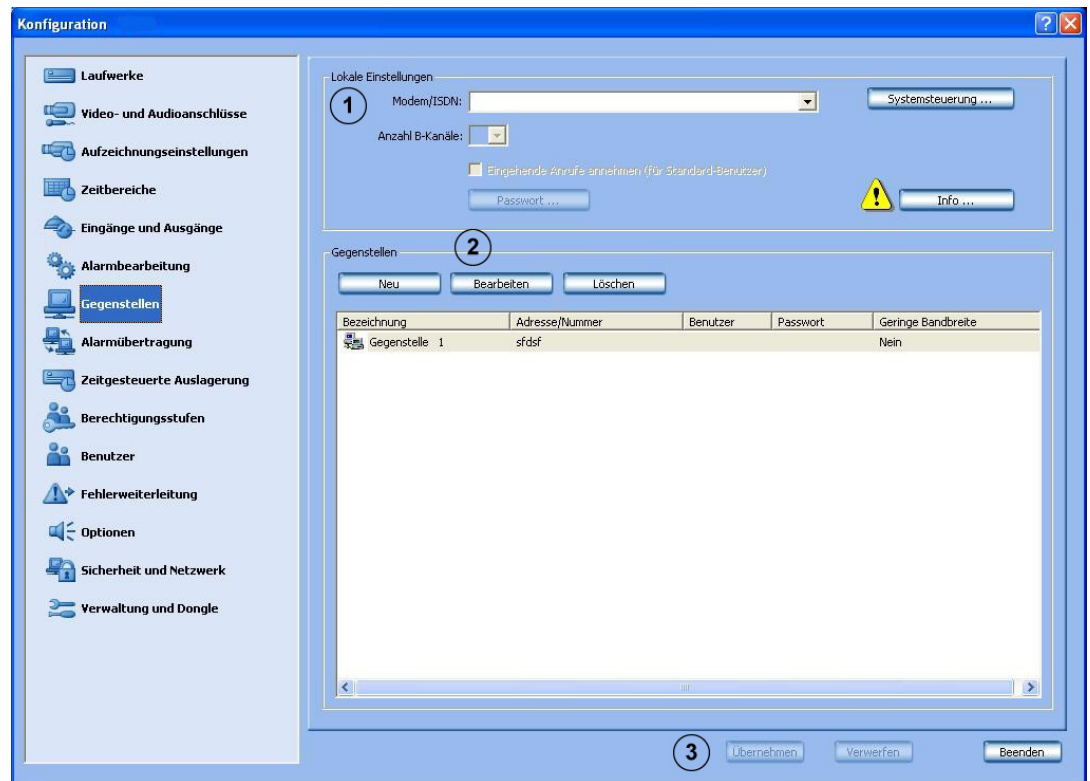 Konfiguration
Laufwerke
Video- und Audioanschlüsse
Aufzeichnungseinstellungen
Zeitbereiche
Eingänge und Ausgänge
Alarmbearbeitung
Gegenstellen
Alarmübertragung
Zeitgesteuerte Auslagerung
Berechtigungsstufen
Benutzer
Fehlerweiterleitung
Optionen
Sicherheit und Netzwerk
Verwaltung und Dongle
Lokale Einstellungen
1 Modem/ISDN: Systemsteuerung ...
Anzahl B-Kanäle:
Eingehende Anrufe annehmen (für Standard-Benutzer)
Passwort ... Info ...
2
Gegenstellen
Neu Bearbeiten Löschen
Bezeichnung Adresse/Nummer Benutzer Passwort Geringe Bandbreite
Gegenstelle 1 sfdsf Nein
3 Übernehmen Verwerfen Beenden